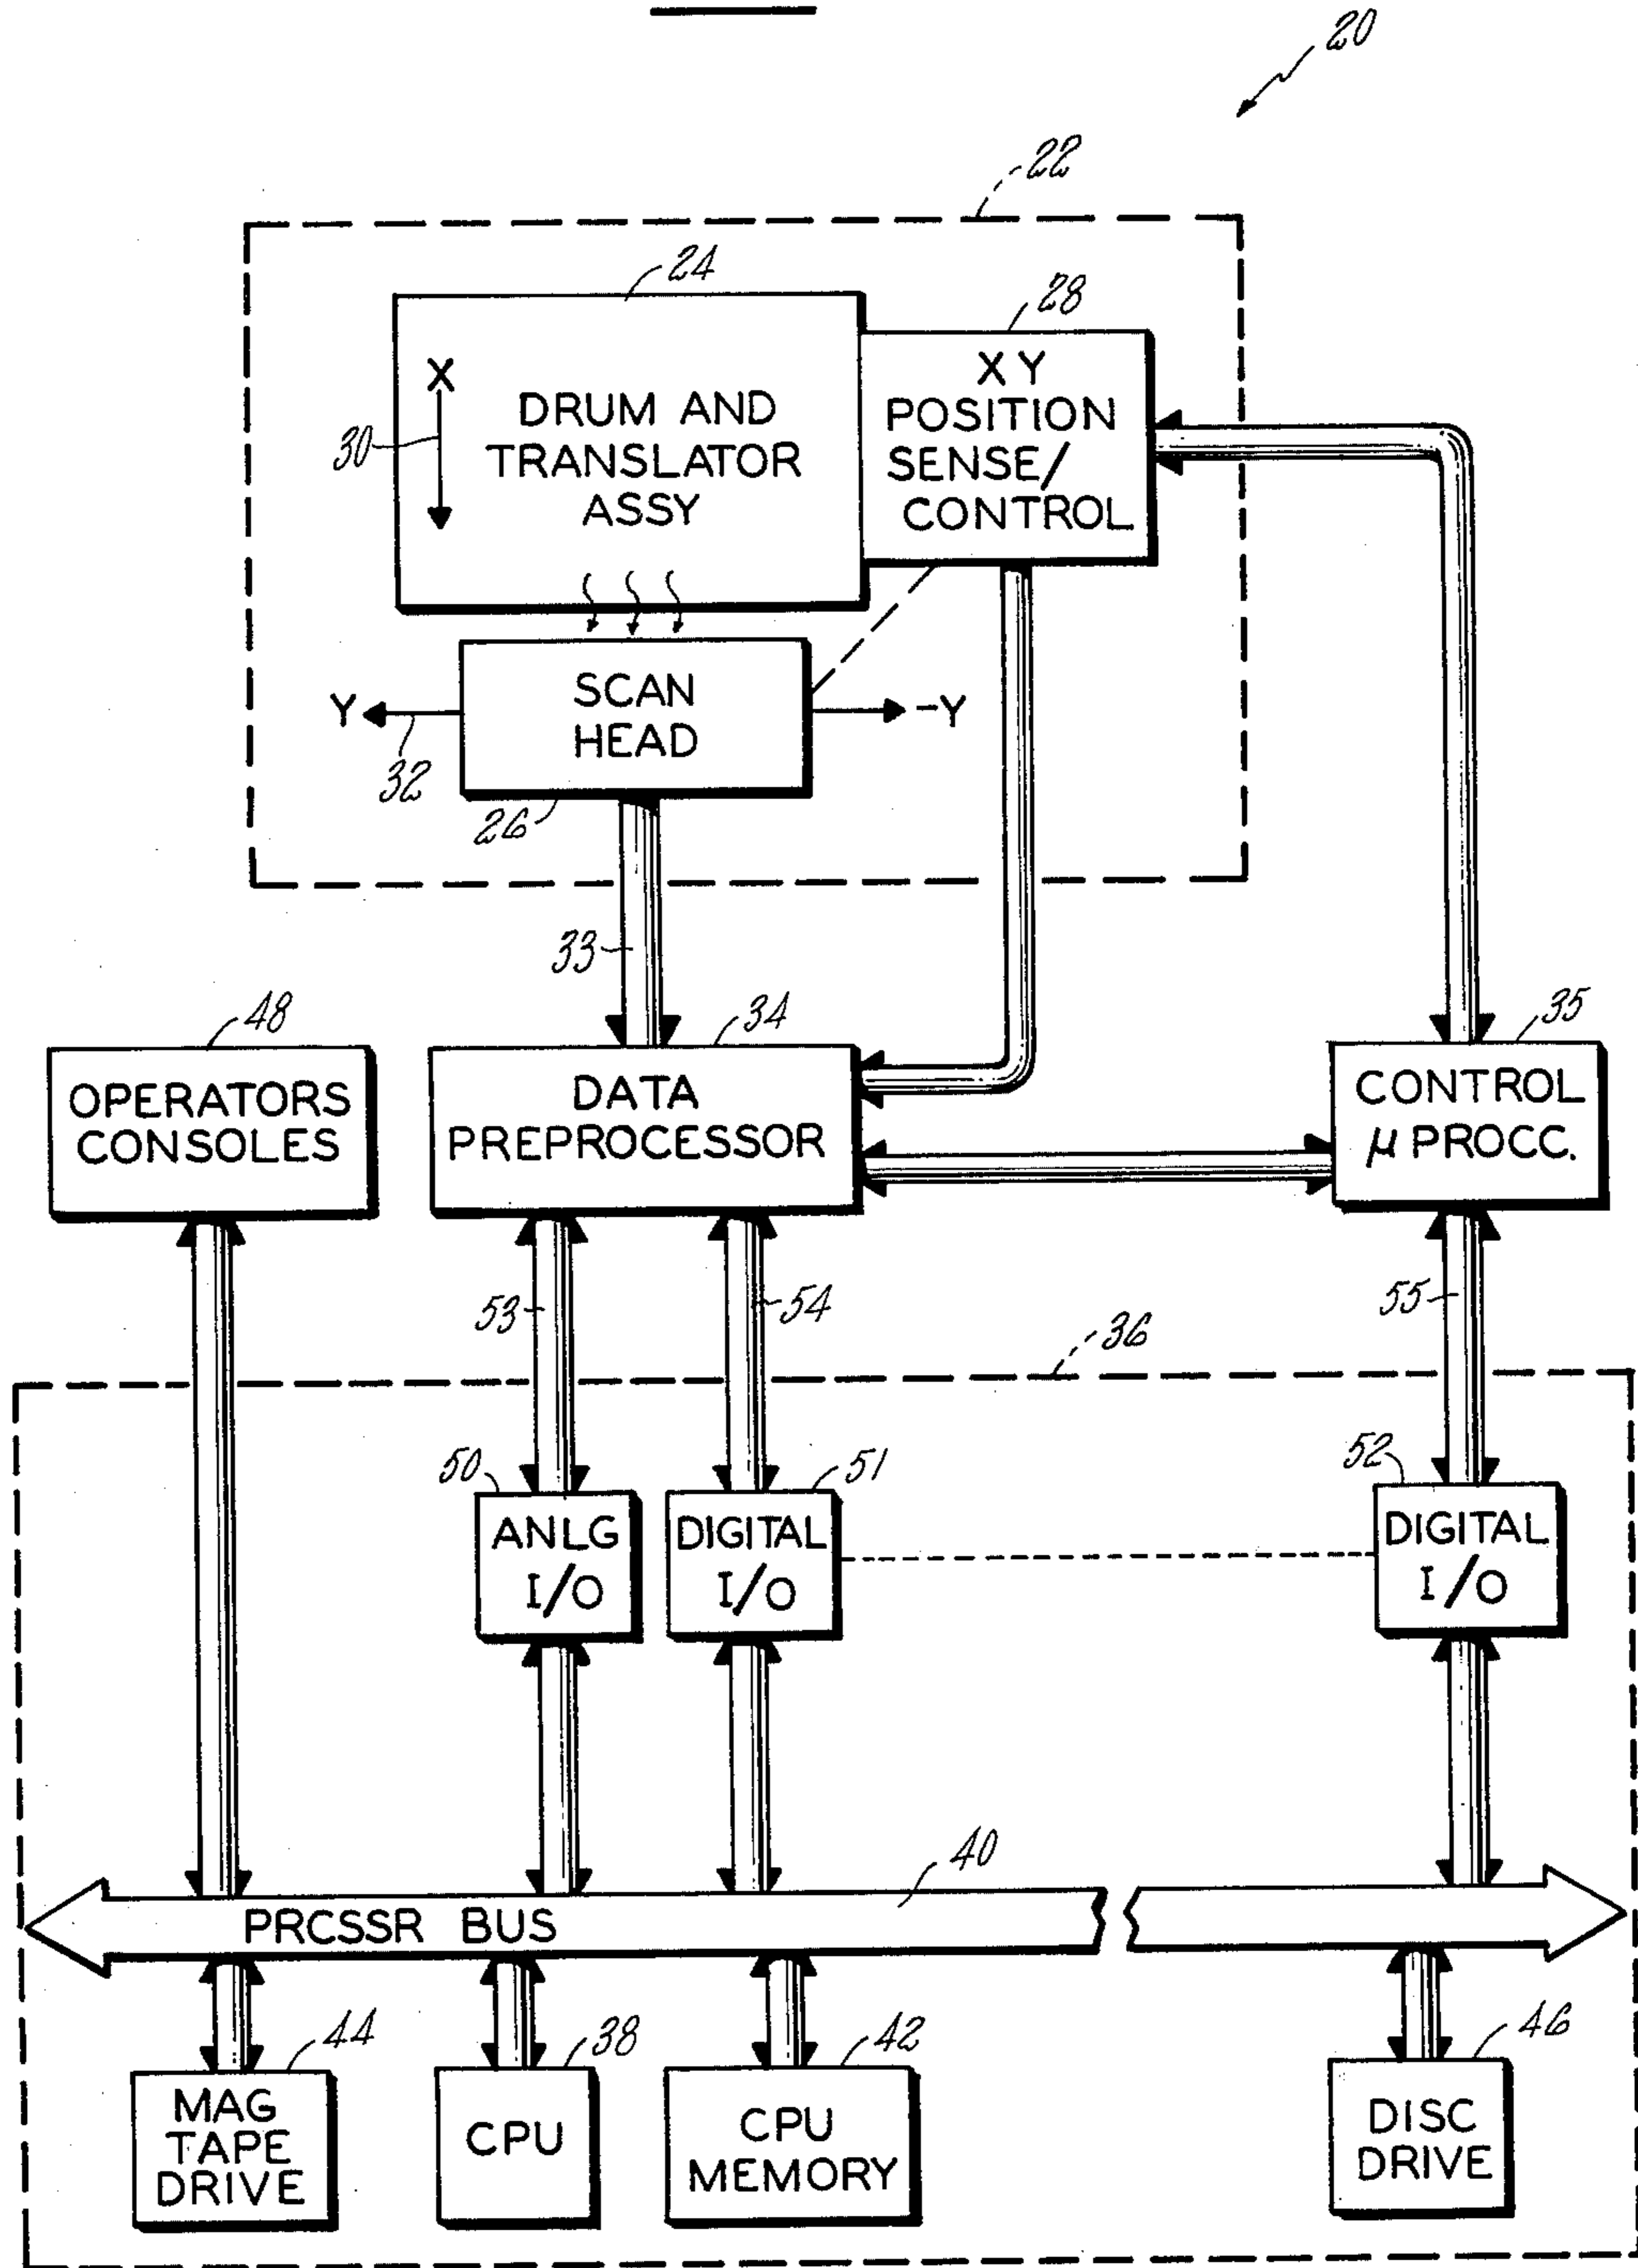 20
22
24
28
X
30
DRUM AND
TRANSLATOR
ASSY
X Y
POSITION
SENSE/
CONTROL
SCAN
HEAD
Y
-Y
32
26
33
48
34
35
OPERATORS
CONSOLES
DATA
PREPROCESSOR
CONTROL
μ PROCC.
53
54
55
36
50
51
52
ANLG
I/O
DIGITAL
I/O
DIGITAL
I/O
40
PRCSSR BUS
44
38
42
46
MAG
TAPE
DRIVE
CPU
CPU
MEMORY
DISC
DRIVE